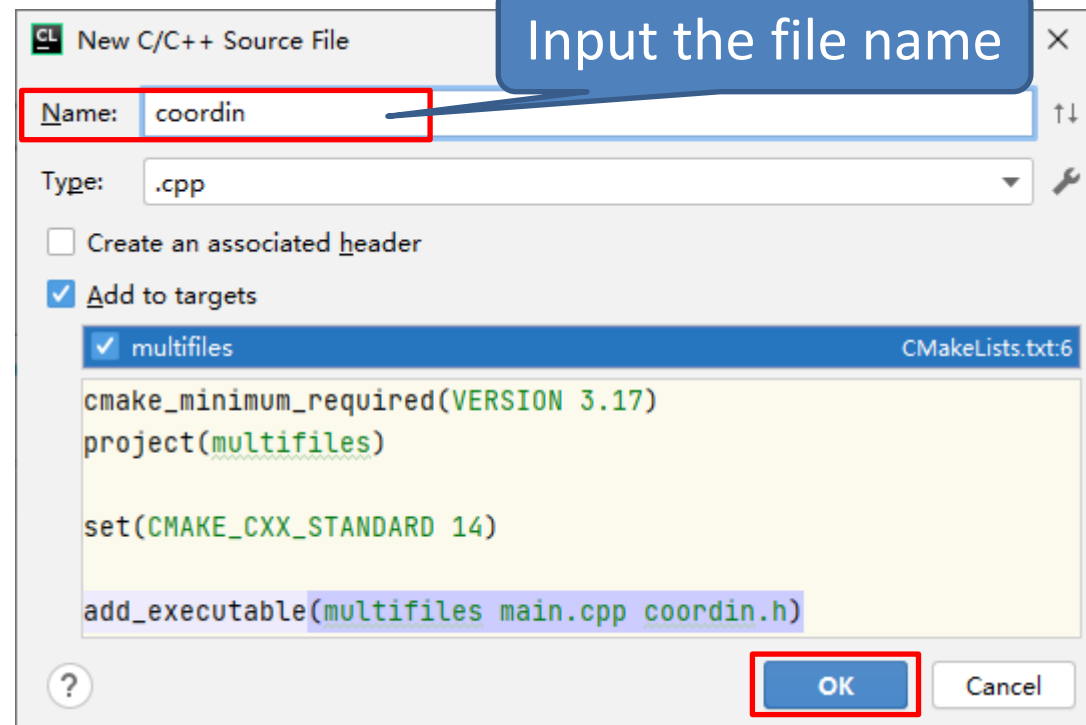 CL New C/C++ Source File
Input the file name
Name: coordin
Type: .cpp
Create an associated header
Add to targets
multifiles CMakeLists.txt:6
cmake_minimum_required(VERSION 3.17)
project(multifiles)
set(CMAKE_CXX_STANDARD 14)
add_executable(multifiles main.cpp coordin.h)
? OK Cancel